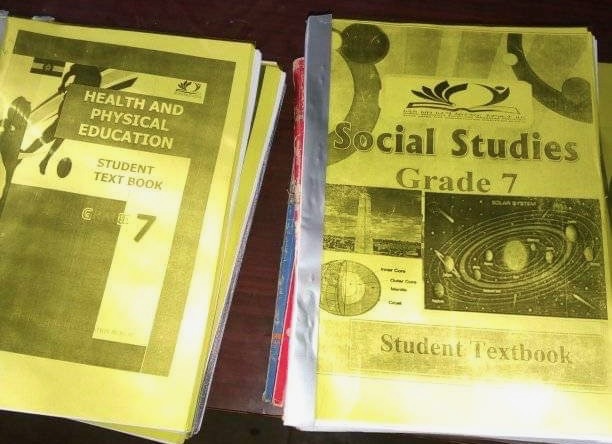 HEALTH AND
PHYSICAL
EDUCATION
STUDENT
TEXT BOOK
GRADE 7
Social Studies
Grade 7
SOLAR SYSTEM
Inner Core
Outer Core
Mantle
Crust
Student Textbook